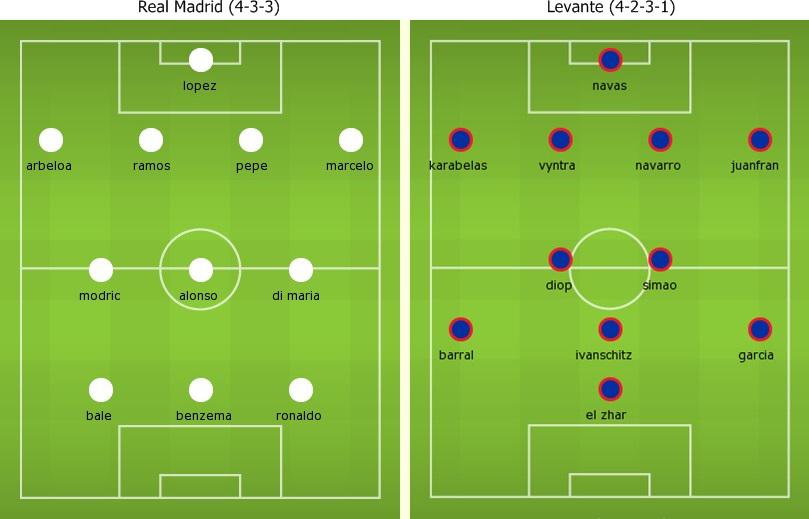 Real Madrid (4-3-3)
lopez
arbeloa ramos pepe marcelo
modric alonso di maria
bale benzema ronaldo
Levante (4-2-3-1)
navas
karabelas vyntra navarro juanfran
diop simao
barral ivanschitz garcia
el zhar